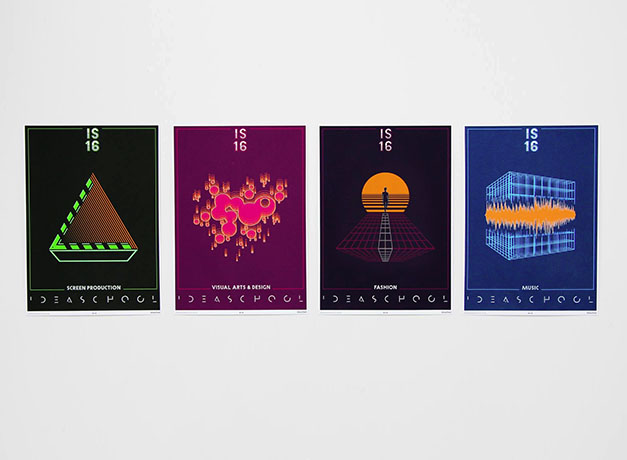 IS
16
SCREEN PRODUCTION
IDEASCHOOL
IS
16
VISUAL ARTS & DESIGN
IDEASCHOOL
IS
16
FASHION
IDEASCHOOL
IS
16
MUSIC
IDEASCHOOL